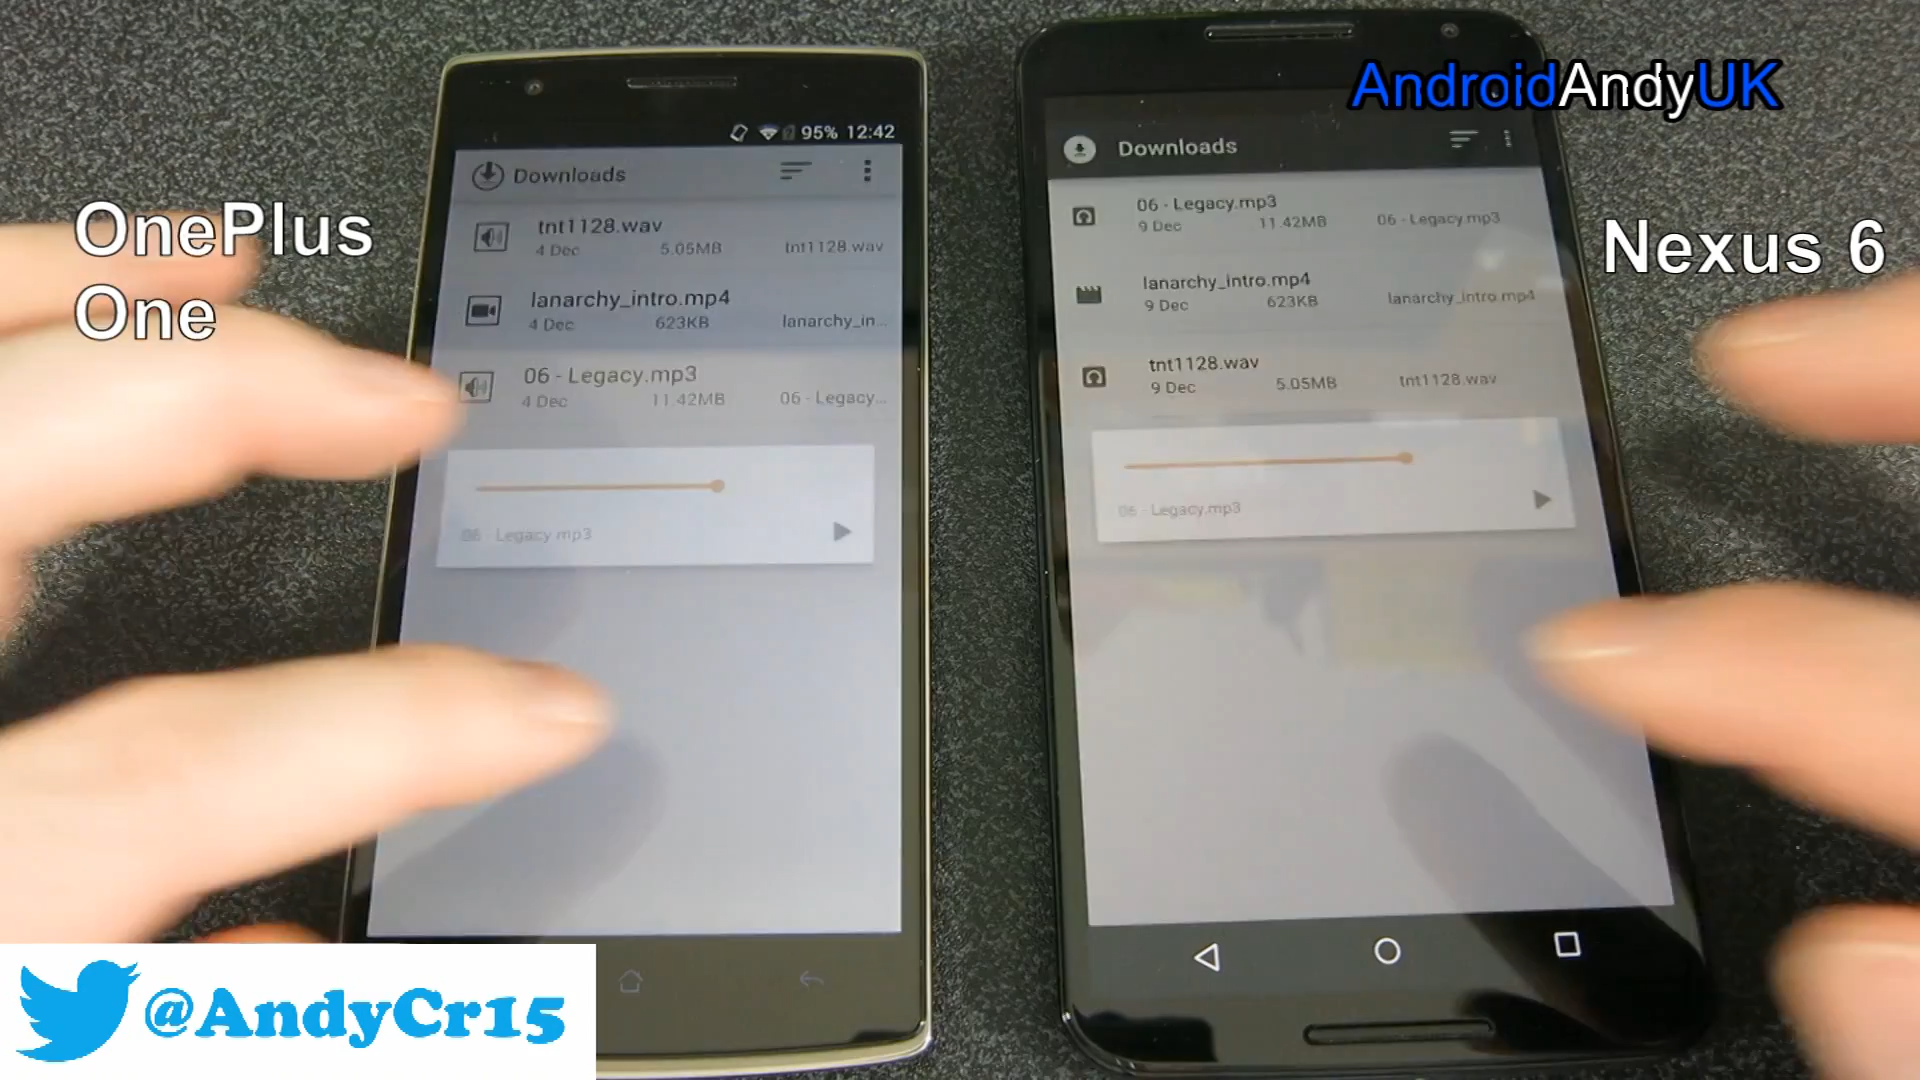 AndroidAndyUK
OnePlus
One
Nexus 6
95% 12:42
Downloads
tnt1128.wav
4 Dec 5.05MB tnt1128.wav
lanarchy_intro.mp4
4 Dec 623KB lanarchy_in...
06 - Legacy.mp3
4 Dec 11.42MB 06 - Legacy...
06 - Legacy.mp3
Downloads
06 - Legacy.mp3
9 Dec 11.42MB 06 - Legacy.mp3
lanarchy_intro.mp4
9 Dec 623KB lanarchy_intro.mp4
tnt1128.wav
9 Dec 5.05MB tnt1128.wav
06 - Legacy.mp3
@AndyCr15